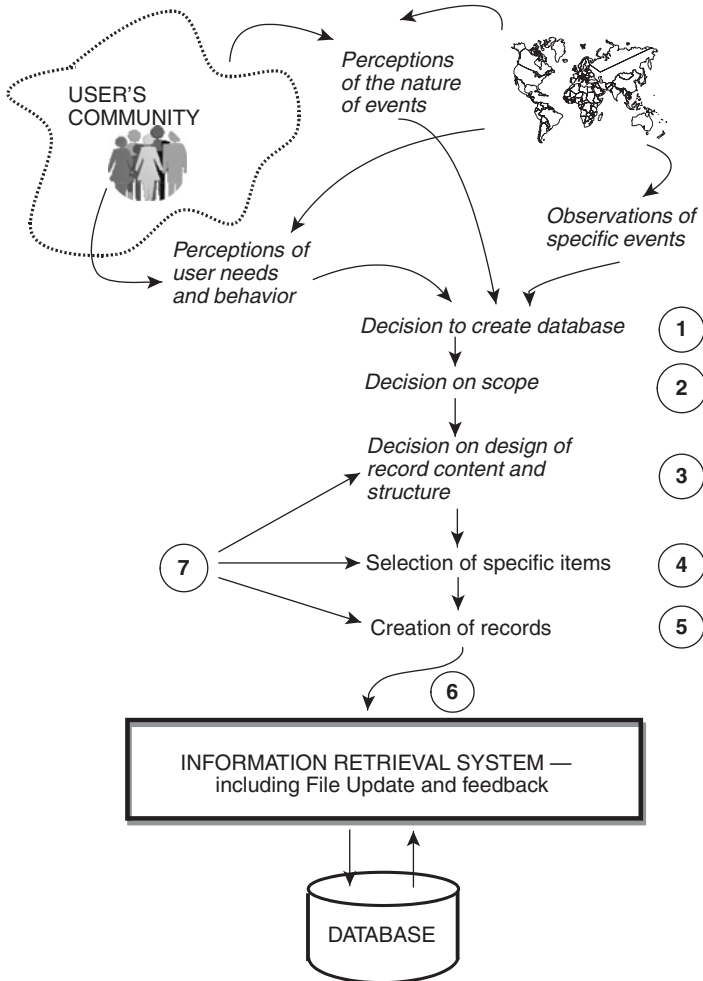 Perceptions
of the nature
of events
USER'S
COMMUNITY
Observations of
specific events
Perceptions of
user needs
and behavior
Decision to create database
1
Decision on scope
2
Decision on design of
record content and
structure
3
7
Selection of specific items
4
Creation of records
5
6
INFORMATION RETRIEVAL SYSTEM —
including File Update and feedback
DATABASE